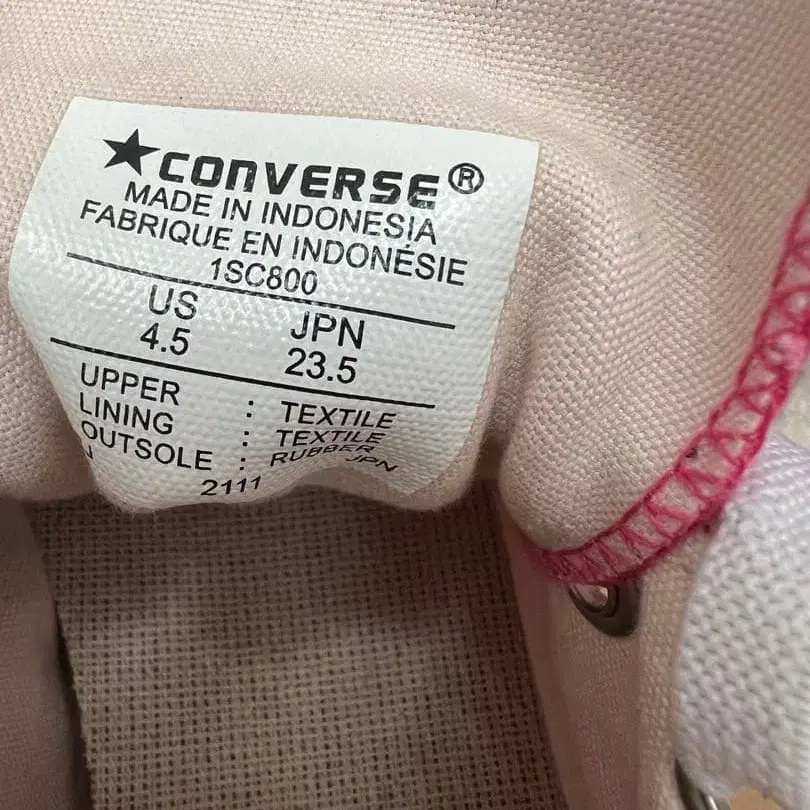 ★CONVERSE®
MADE IN INDONESIA
FABRIQUE EN INDONÉSIE
1SC800
US JPN
4.5 23.5
UPPER : TEXTILE
LINING : TEXTILE
OUTSOLE : RUBBER
J 2111 JPN